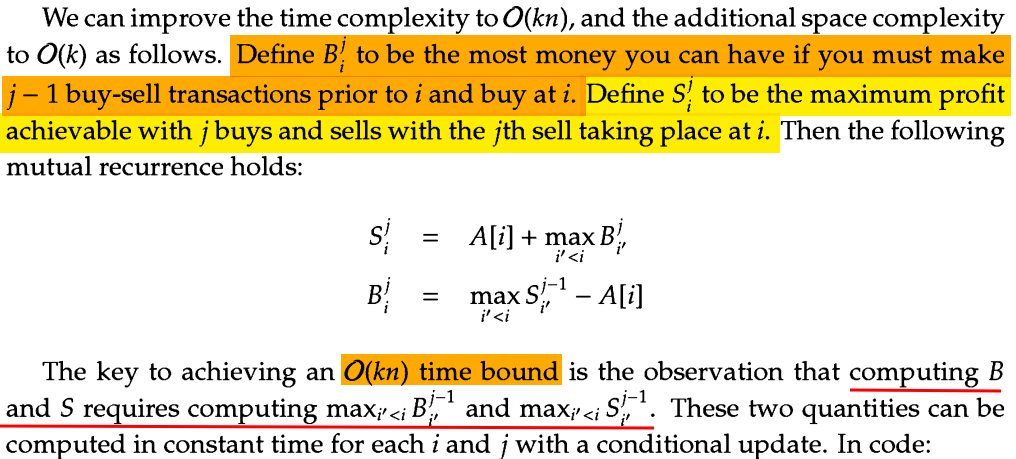 We can improve the time complexity to O(kn), and the additional space complexity
to O(k) as follows. Define B_i^j to be the most money you can have if you must make
j − 1 buy-sell transactions prior to i and buy at i. Define S_i^j to be the maximum profit
achievable with j buys and sells with the jth sell taking place at i. Then the following
mutual recurrence holds:
S_i^j = A[i] + max_{i'<i} B_{i'}^j
B_i^j = max_{i'<i} S_{i'}^{j−1} − A[i]
The key to achieving an O(kn) time bound is the observation that computing B
and S requires computing max_{i'<i} B_{i'}^{j−1} and max_{i'<i} S_{i'}^{j−1}. These two quantities can be
computed in constant time for each i and j with a conditional update. In code: